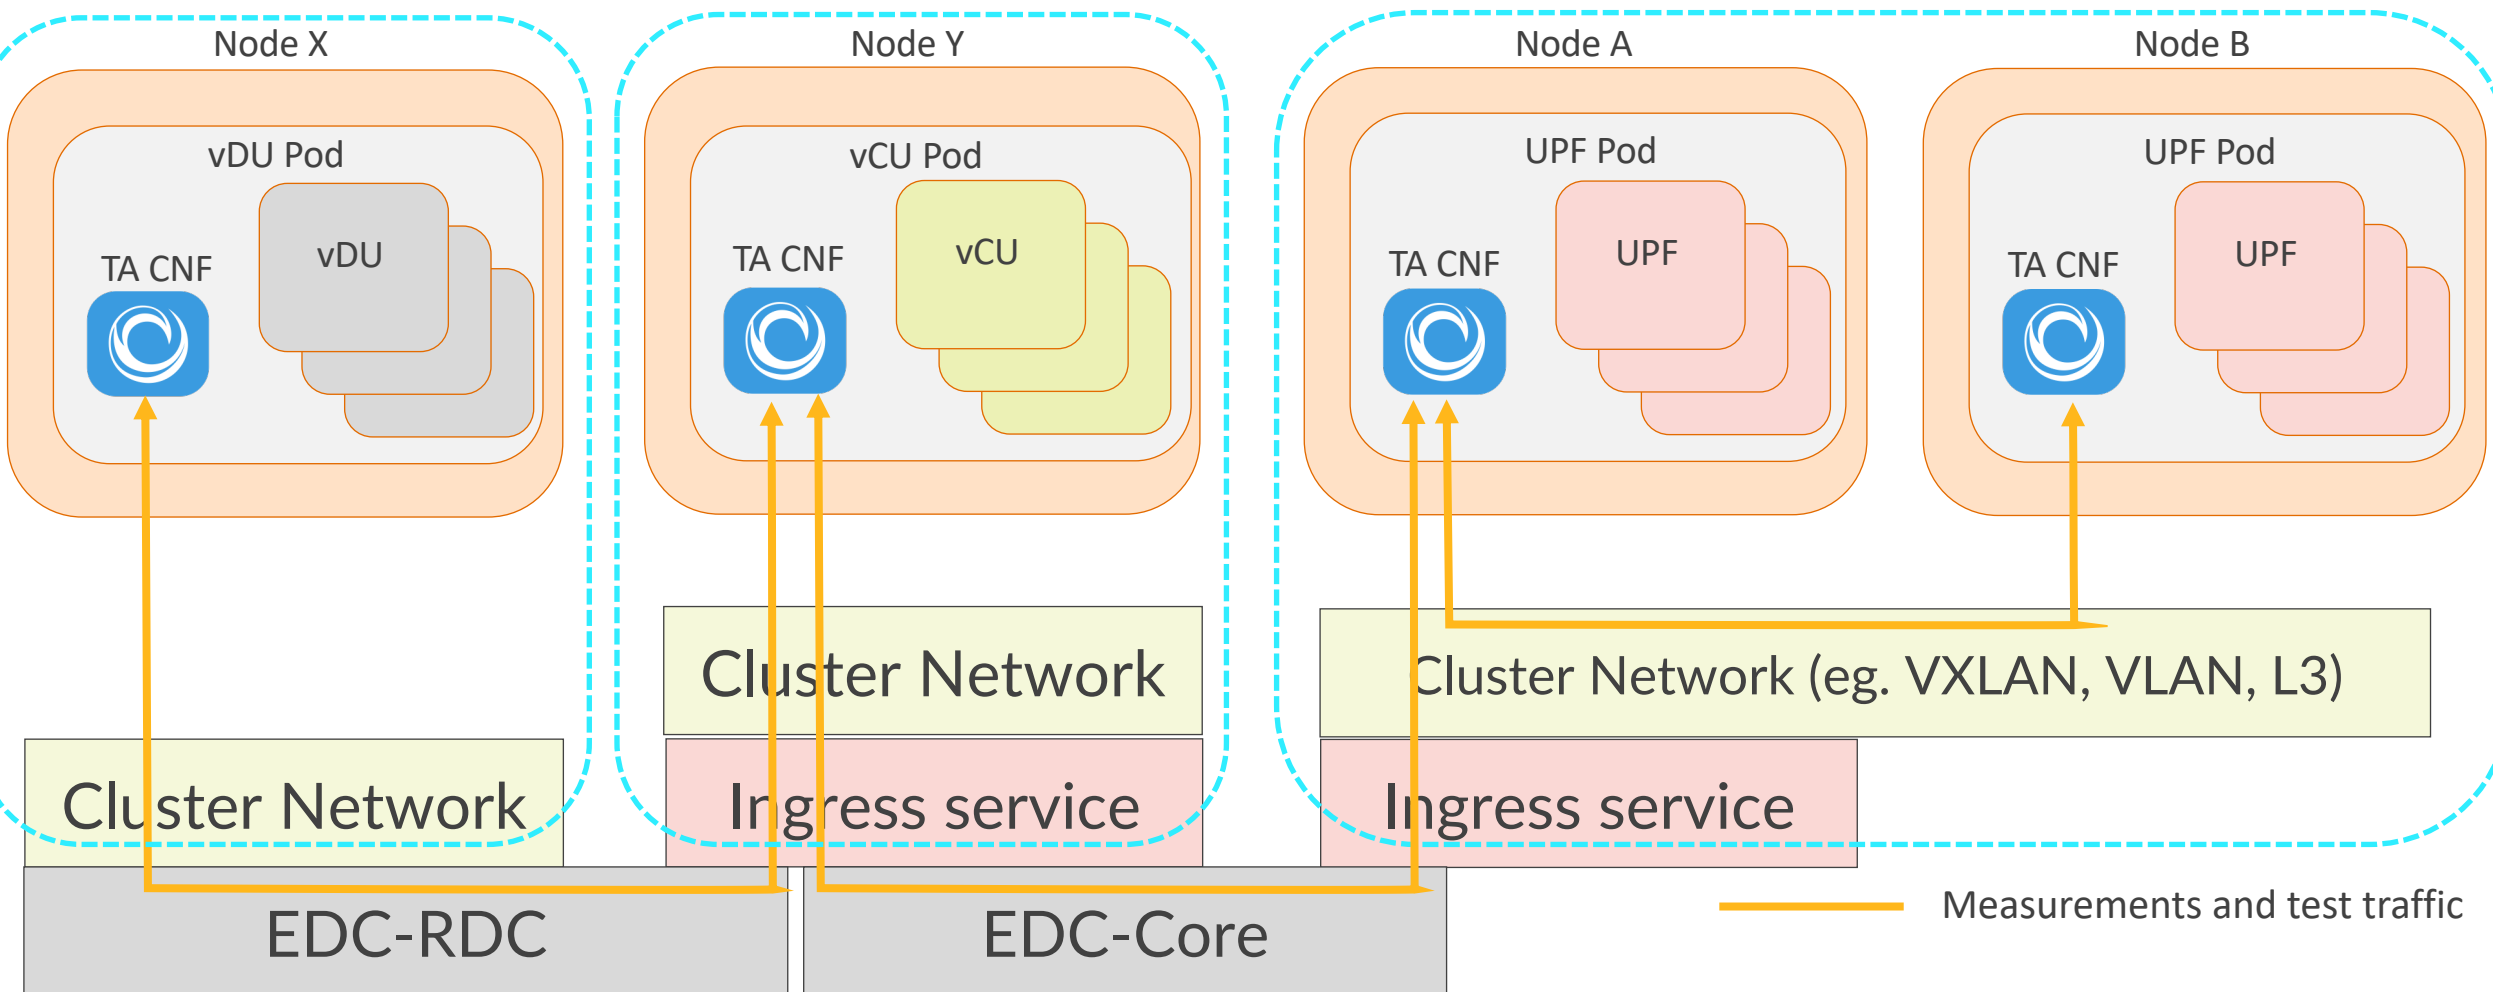 Node X
Node Y
Node A
Node B
vDU Pod
vCU Pod
UPF Pod
UPF Pod
TA CNF
vDU
TA CNF
vCU
TA CNF
UPF
TA CNF
UPF
Cluster Network
Cluster Network (eg. VXLAN, VLAN, L3)
Cluster Network
Ingress service
Ingress service
EDC-RDC
EDC-Core
Measurements and test traffic